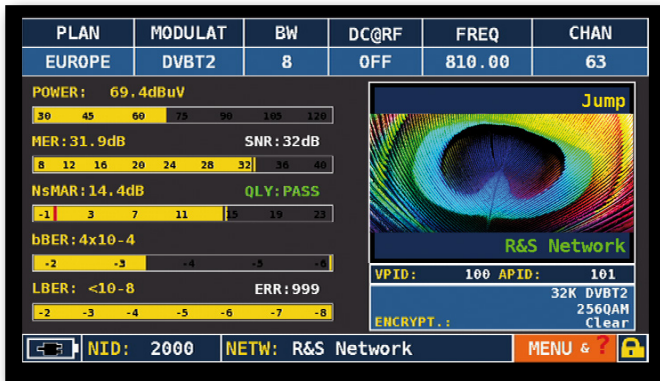 PLAN MODULAT BW DC@RF FREQ CHAN
EUROPE DVBT2 8 OFF 810.00 63
POWER: 69.4dBuV
30 45 60 75 90 105 120
MER:31.9dB SNR:32dB
8 12 16 20 24 28 32 36 40
NsMAR:14.4dB QLY:PASS
-1 3 7 11 15 19 23
bBER:4x10-4
-2 -3 -4 -5 -6
LBER: <10-8 ERR:999
-2 -3 -4 -5 -6 -7 -8
Jump
R&S Network
VPID: 100 APID: 101
32K DVBT2
256QAM
ENCRYPT.: Clear
NID: 2000 NETW: R&S Network MENU & ?